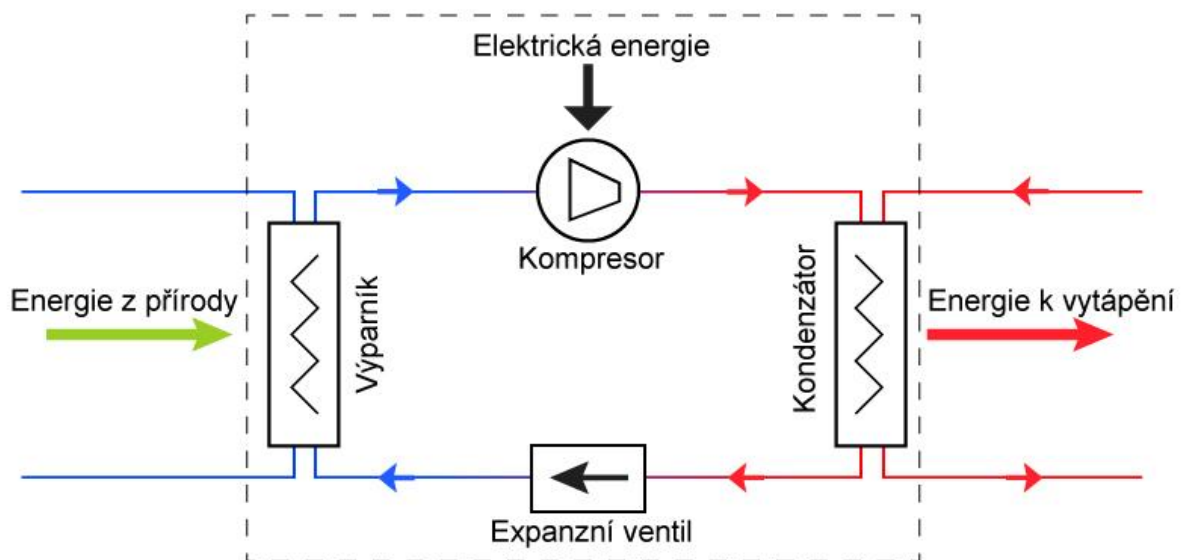 Elektrická energie
Kompresor
Energie z přírody
Výparník
Kondenzátor
Energie k vytápění
Expanzní ventil